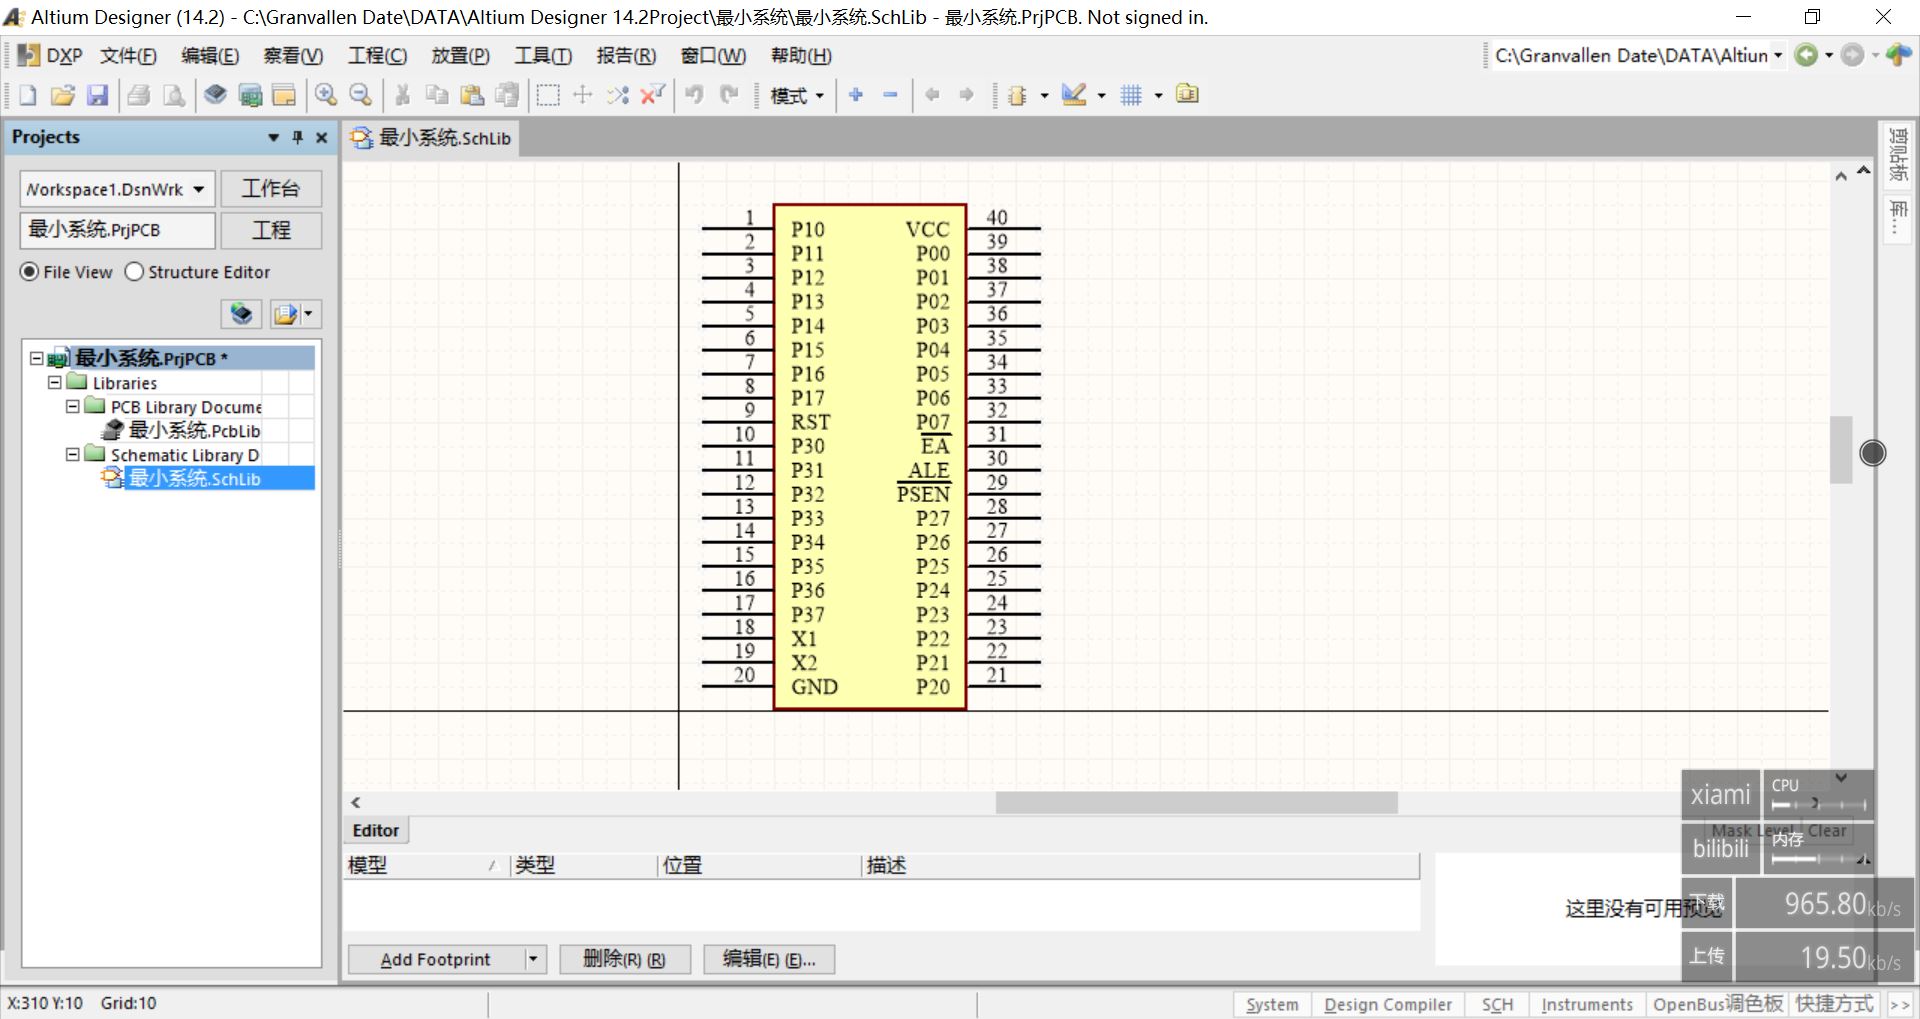 Altium Designer (14.2) - C:\Granvallen Date\DATA\Altium Designer 14.2Project\最小系统\最小系统.SchLib - 最小系统.PrjPCB. Not signed in.
DXP 文件(F) 编辑(E) 察看(V) 工程(C) 放置(P) 工具(T) 报告(R) 窗口(W) 帮助(H) C:\Granvallen Date\DATA\Altiun
模式
Projects
最小系统.SchLib
剪贴板
库...
Workspace1.DsnWrk 工作台
最小系统.PrjPCB 工程
File View Structure Editor
最小系统.PrjPCB *
Libraries
PCB Library Docume
最小系统.PcbLib
Schematic Library D
最小系统.SchLib
1 P10 VCC 40
2 P11 P00 39
3 P12 P01 38
4 P13 P02 37
5 P14 P03 36
6 P15 P04 35
7 P16 P05 34
8 P17 P06 33
9 RST P07 32
10 P30 EA 31
11 P31 ALE 30
12 P32 PSEN 29
13 P33 P27 28
14 P34 P26 27
15 P35 P25 26
16 P36 P24 25
17 P37 P23 24
18 X1 P22 23
19 X2 P21 22
20 GND P20 21
xiami CPU
Editor Mask Level Clear
bilibili 内存
模型 类型 位置 描述
这里没有可用预览
下载 965.80kb/s
上传 19.50kb/s
Add Footprint 删除(R) (R) 编辑(E) (E)...
X:310 Y:10 Grid:10 System Design Compiler SCH Instruments OpenBus调色板 快捷方式 >>